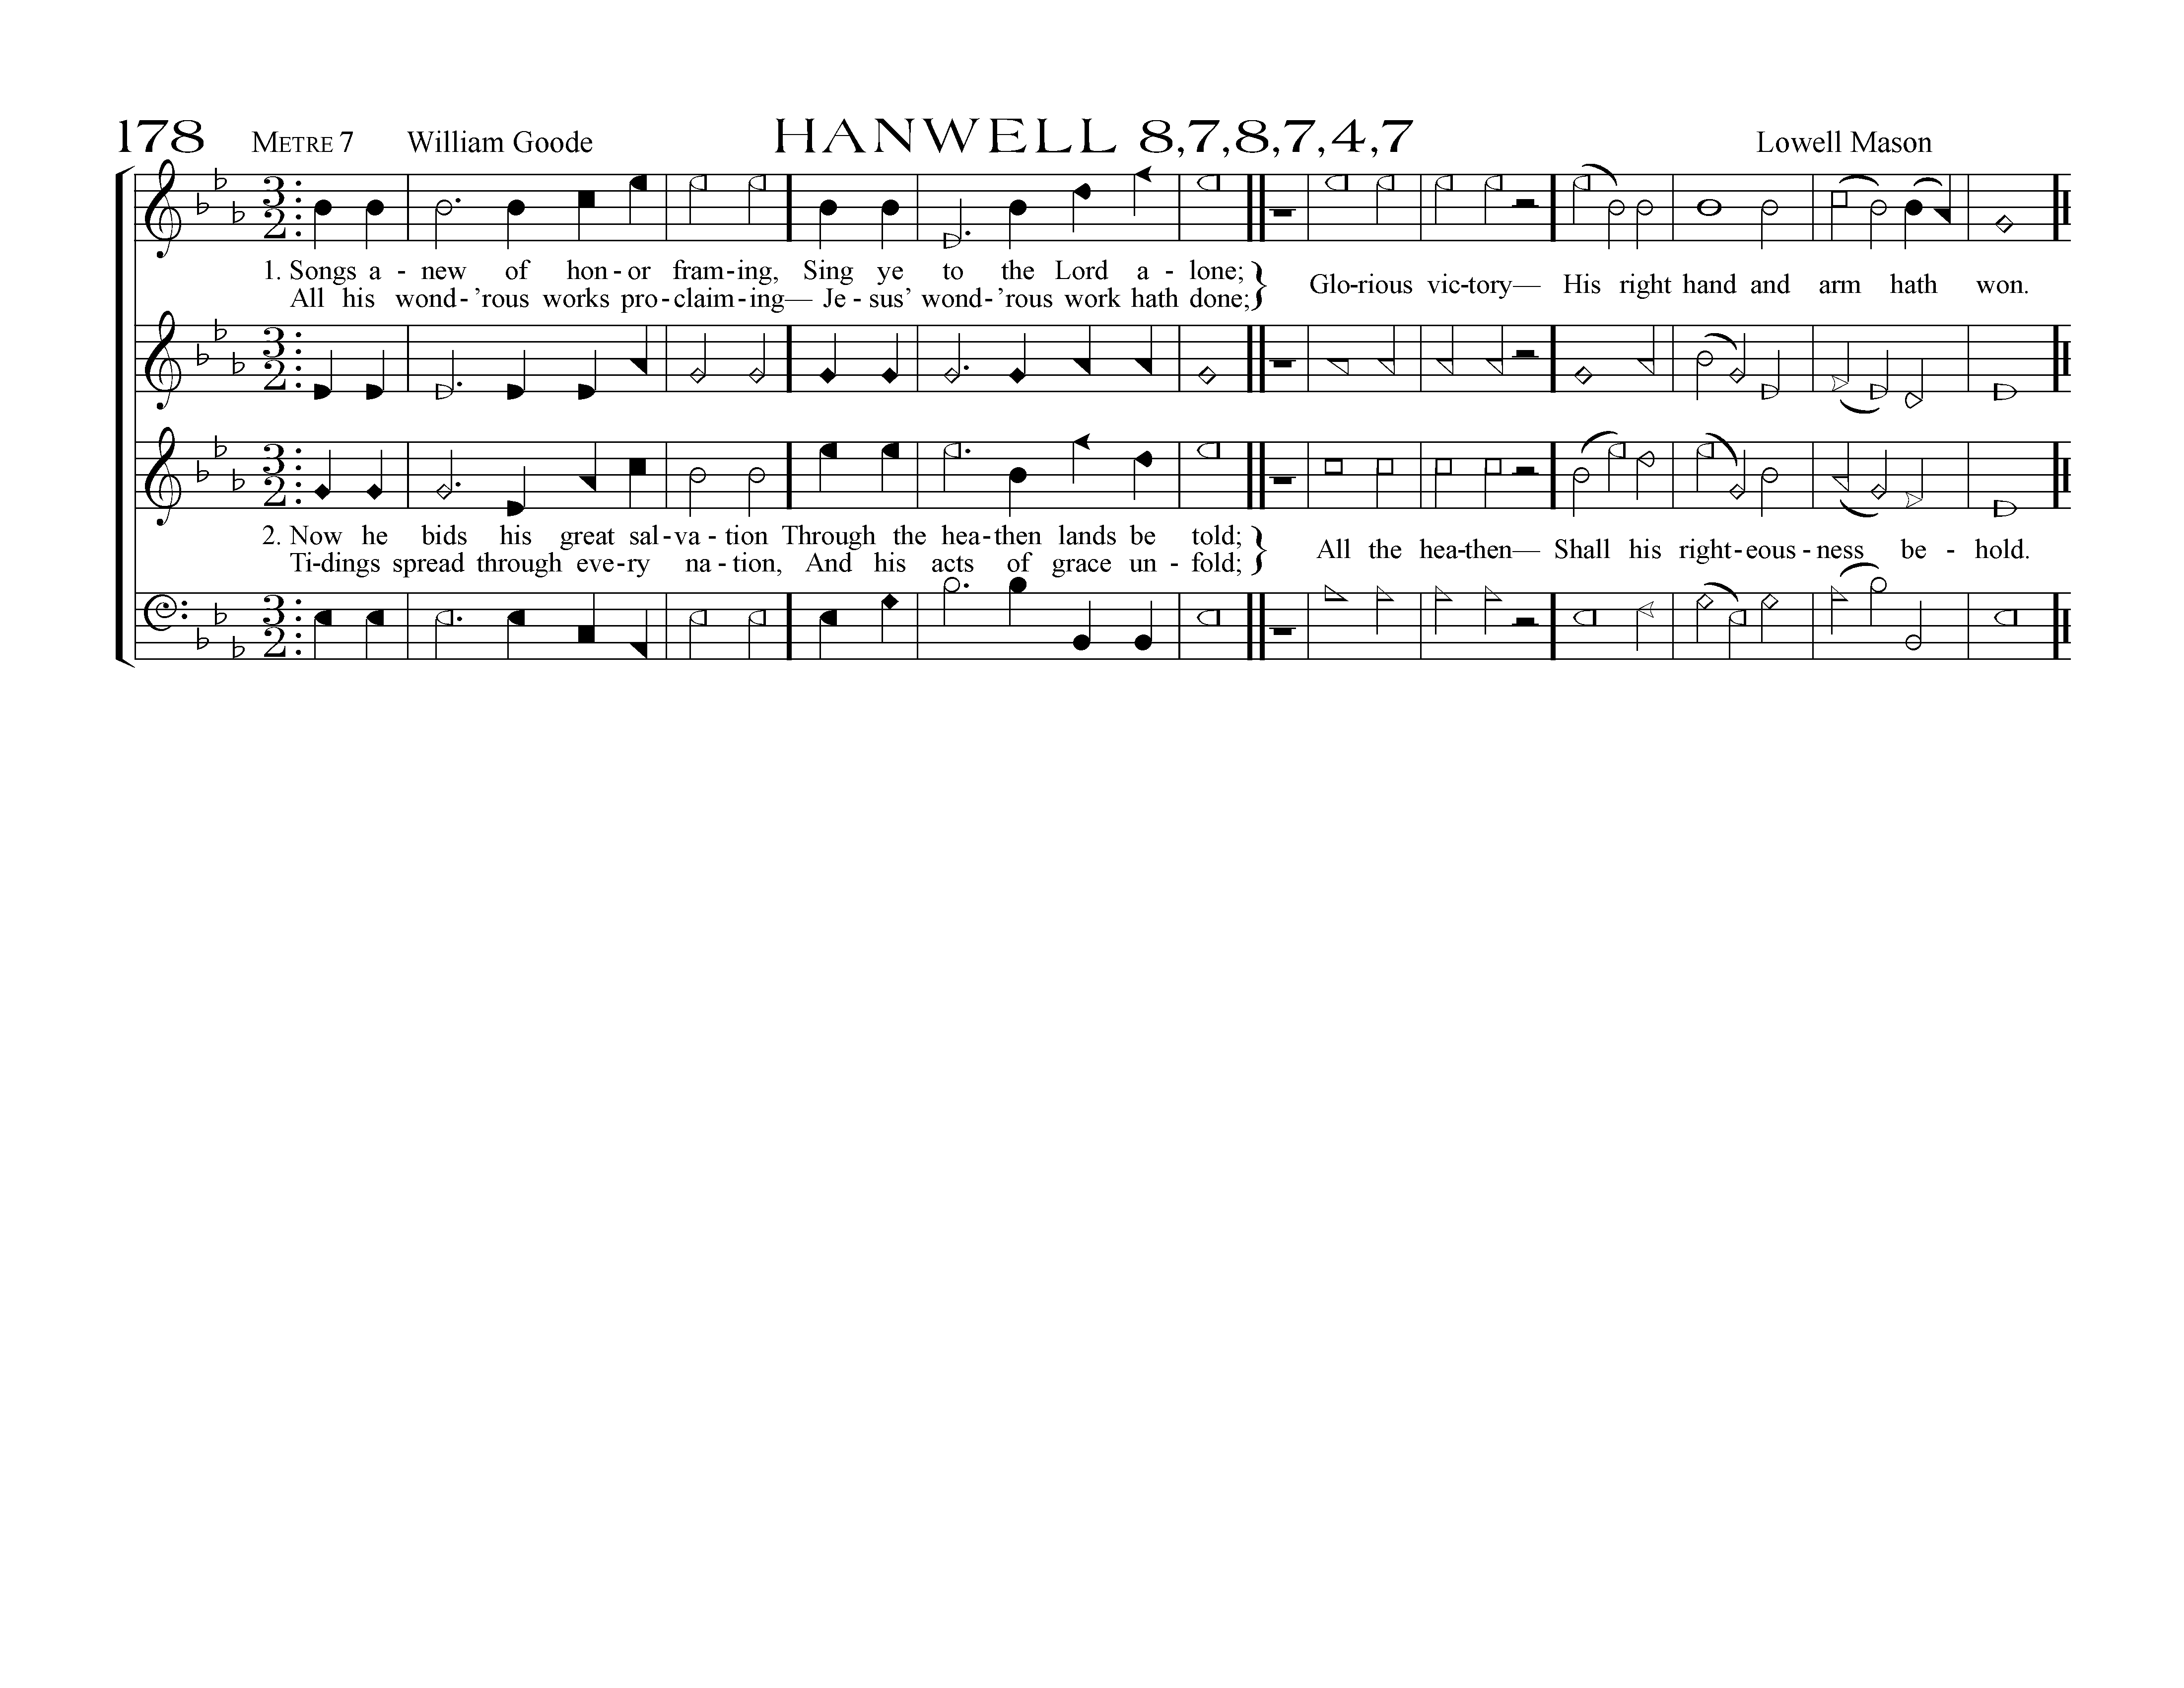 178 METRE 7 William Goode HANWELL 8,7,8,7,4,7 Lowell Mason
1. Songs a - new of hon - or fram - ing, Sing ye to the Lord a - lone;
All his wond - 'rous works pro - claim - ing— Je - sus' wond - 'rous work hath done;
Glo - rious vic - tory— His right hand and arm hath won.
2. Now he bids his great sal - va - tion Through the hea - then lands be told;
Ti - dings spread through eve - ry na - tion, And his acts of grace un - fold;
All the hea - then— Shall his right - eous - ness be - hold.